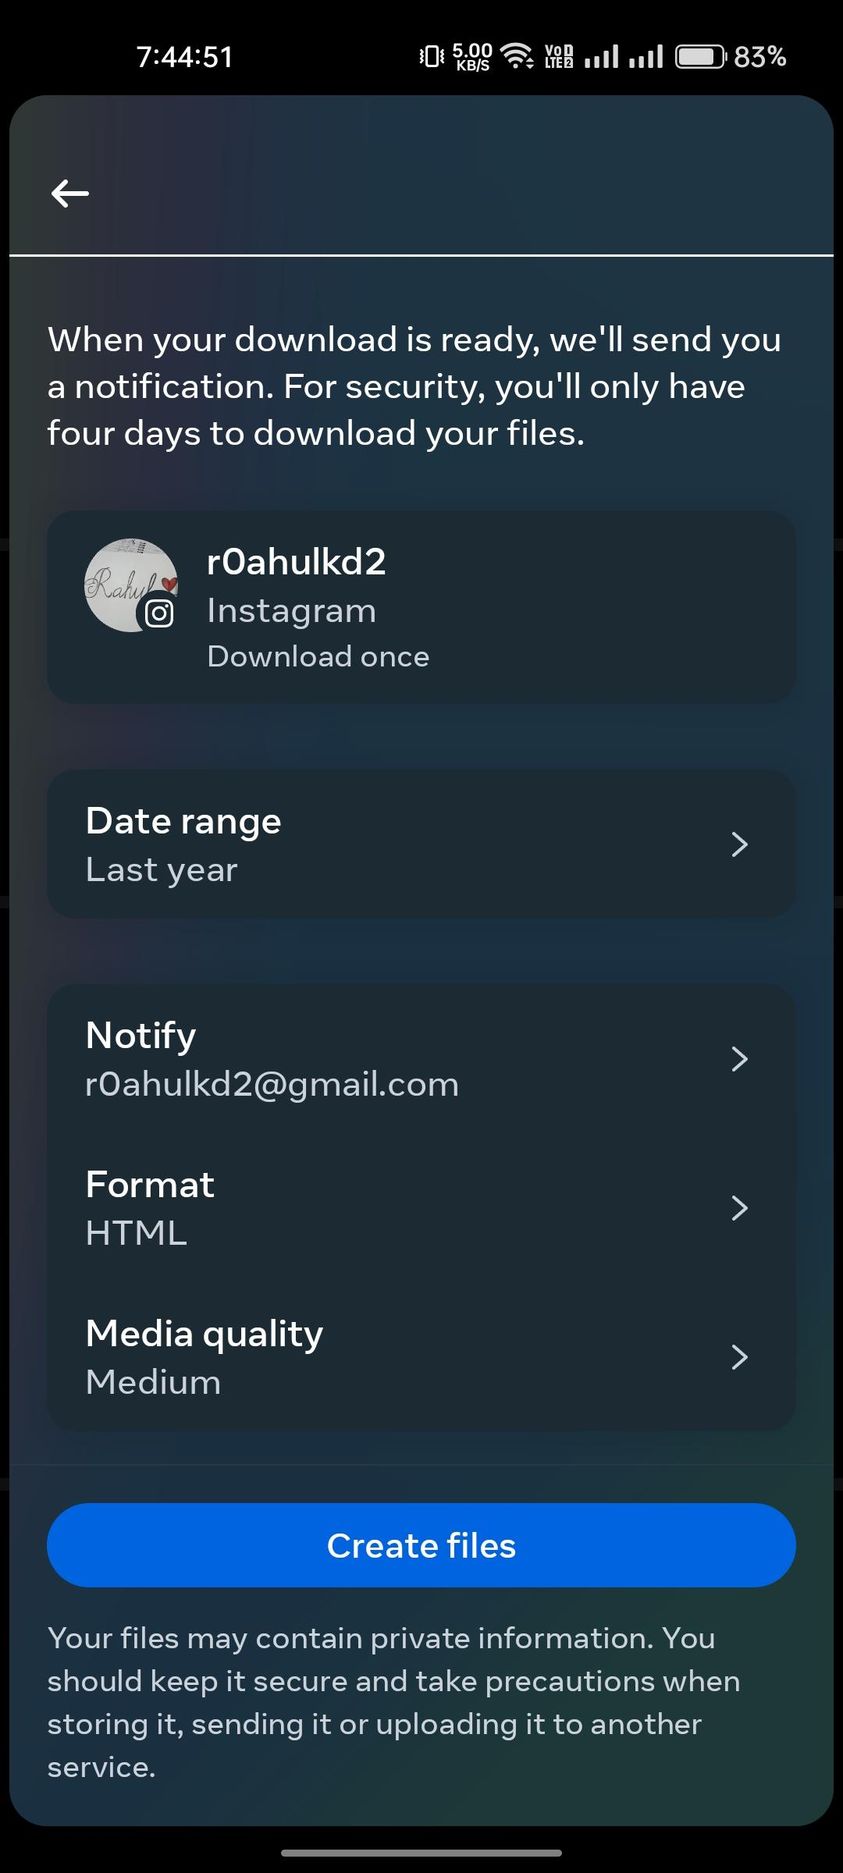 7:44:51 5.00 KB/S VoD LTE2 83%
When your download is ready, we'll send you
a notification. For security, you'll only have
four days to download your files.
Rahul
r0ahulkd2
Instagram
Download once
Date range
Last year
Notify
r0ahulkd2@gmail.com
Format
HTML
Media quality
Medium
Create files
Your files may contain private information. You
should keep it secure and take precautions when
storing it, sending it or uploading it to another
service.